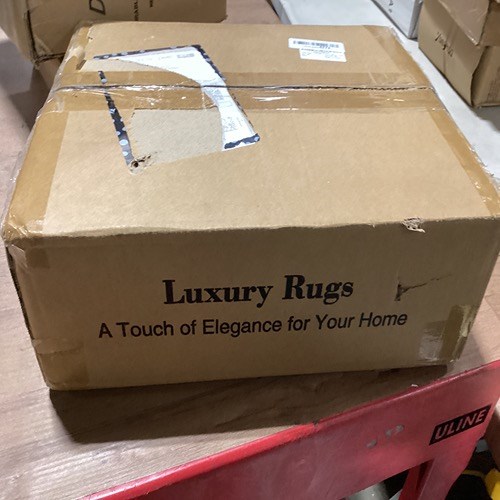 Luxury Rugs
A Touch of Elegance for Your Home
ULINE